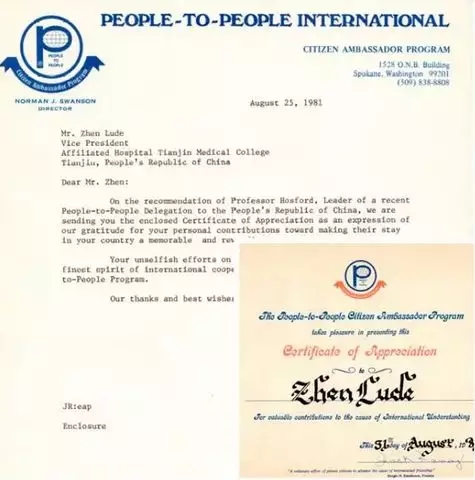 PEOPLE-TO-PEOPLE INTERNATIONAL
P
PEOPLE
TO
PEOPLE
Citizen Ambassador Program
NORMAN J. SWANSON
DIRECTOR
CITIZEN AMBASSADOR PROGRAM
1528 O.N.B. Building
Spokane, Washington 99201
(509) 838-8808
August 25, 1981
Mr. Zhen Lude
Vice President
Affiliated Hospital Tianjin Medical College
Tianjin, People's Republic of China
Dear Mr. Zhen:
On the recommendation of Professor Hosford, Leader of a recent
People-to-People Delegation to the People's Republic of China, we are
sending you the enclosed Certificate of Appreciation as an expression of
our gratitude for your personal contributions toward making their stay
in your country a memorable and
Your unselfish efforts on
finest spirit of international coope
to-People Program.
Our thanks and best wishe
JR:eap
Enclosure
The People-to-People Citizen Ambassador Program
takes pleasure in presenting this
Certificate of Appreciation
to
Zhen Lude
For valuable contributions to the cause of International Understanding
This 31st day of August, 19